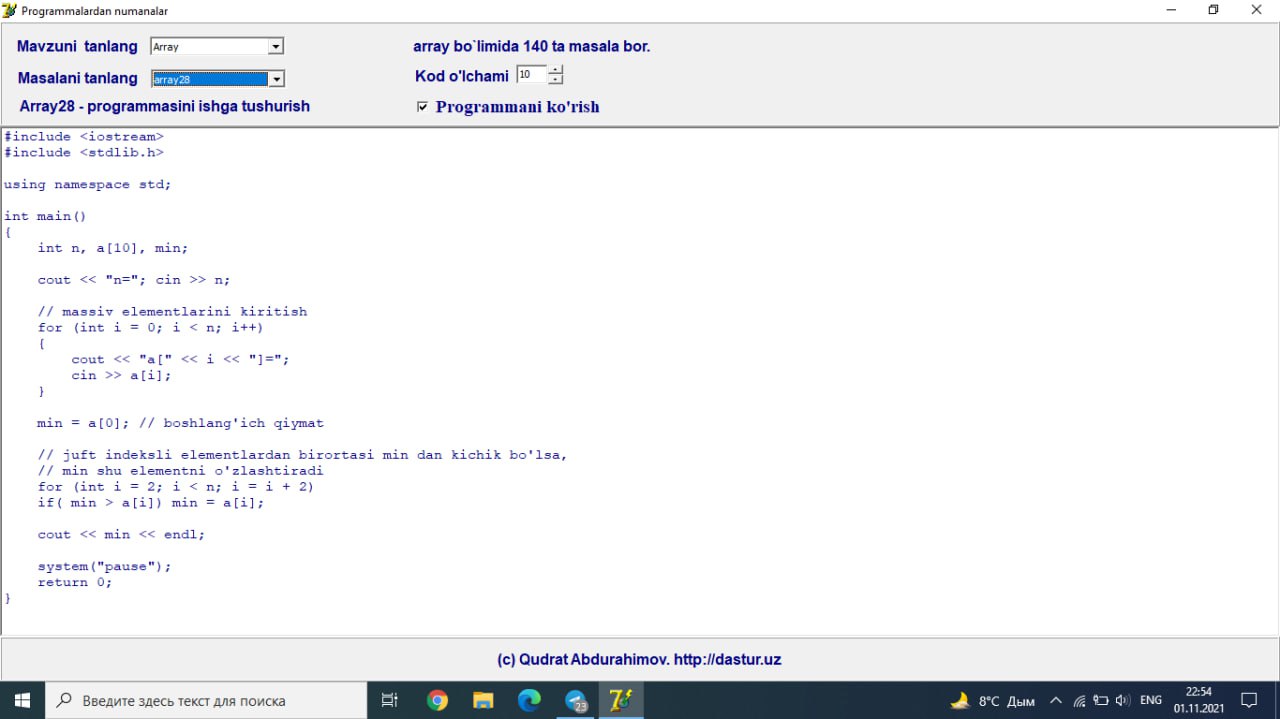 Programmalardan numanalar
Mavzuni tanlang Array array bo`limida 140 ta masala bor.
Masalani tanlang array28 Kod o'lchami 10
Array28 - programmasini ishga tushurish Programmani ko'rish
#include <iostream>
#include <stdlib.h>
using namespace std;
int main()
{
int n, a[10], min;
cout << "n="; cin >> n;
// massiv elementlarini kiritish
for (int i = 0; i < n; i++)
{
cout << "a[" << i << "]=";
cin >> a[i];
}
min = a[0]; // boshlang'ich qiymat
// juft indeksli elementlardan birortasi min dan kichik bo'lsa,
// min shu elementni o'zlashtiradi
for (int i = 2; i < n; i = i + 2)
if( min > a[i]) min = a[i];
cout << min << endl;
system("pause");
return 0;
}
(c) Qudrat Abdurahimov. http://dastur.uz
Введите здесь текст для поиска 23 8°C Дым ENG 22:54
01.11.2021